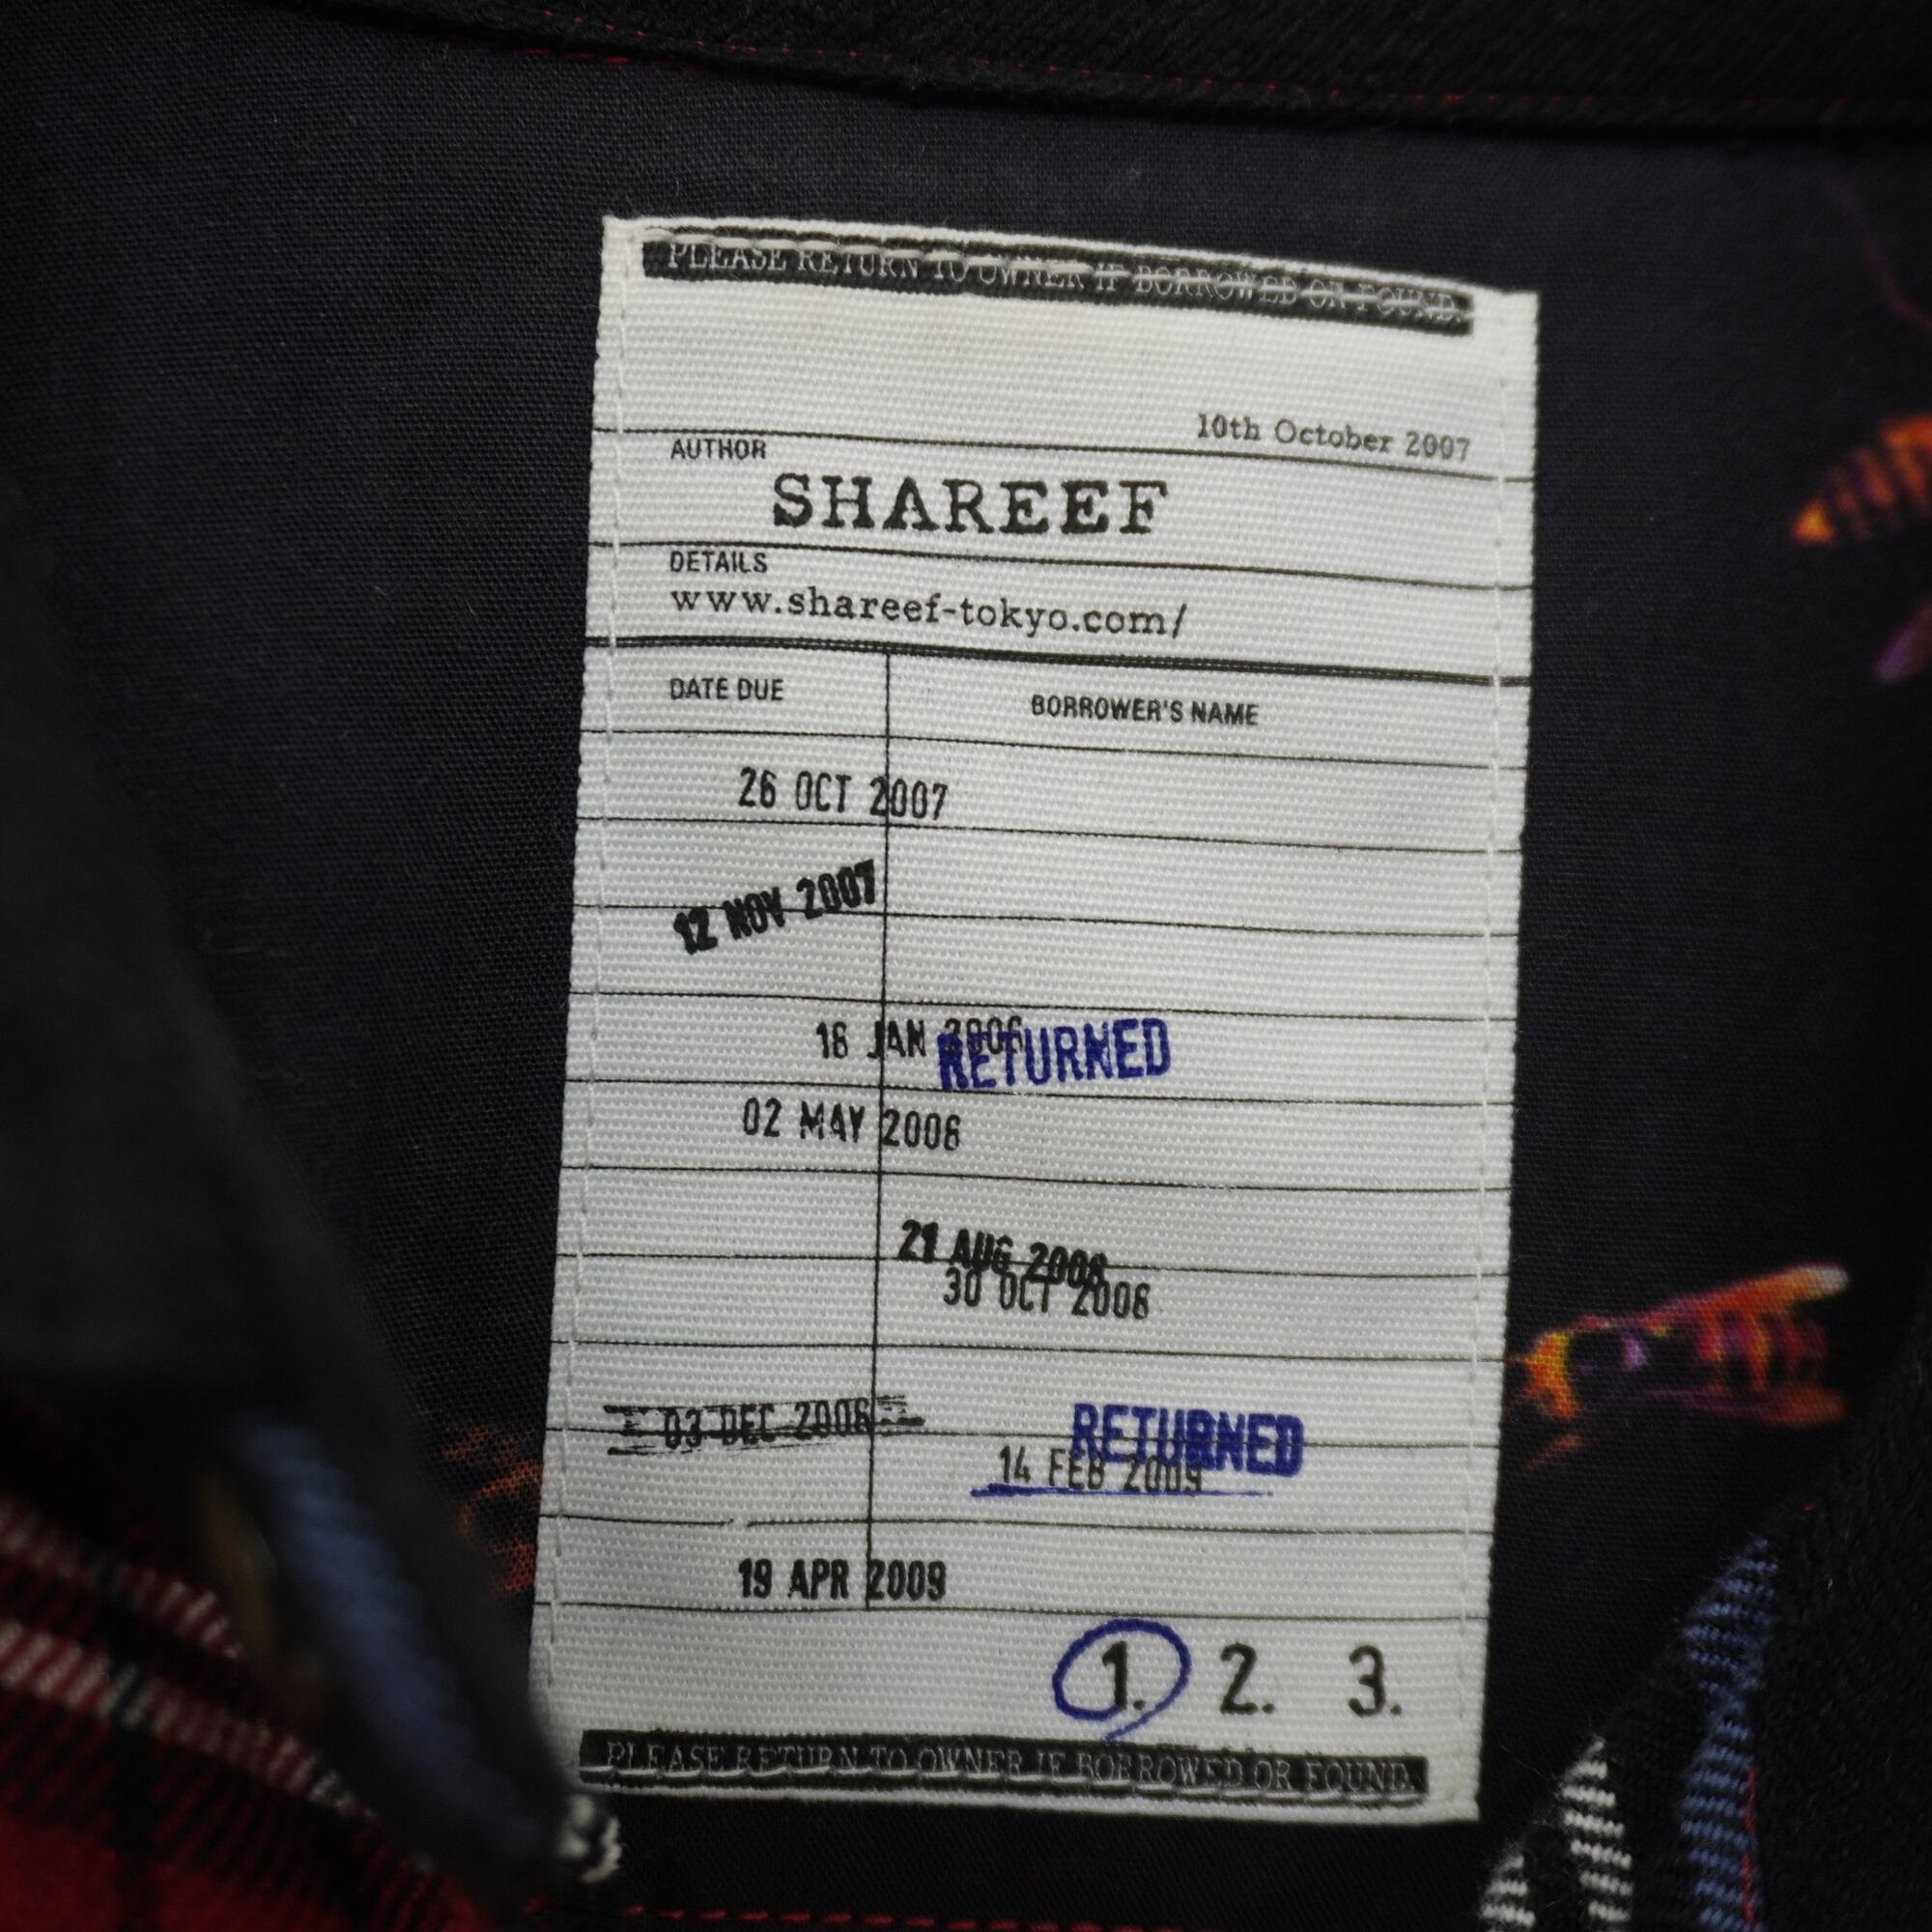 PLEASE RETURN TO OWNER IF BORROWED OR FOUND.
10th October 2007
AUTHOR
SHAREEF
DETAILS
www.shareef-tokyo.com/
DATE DUE BORROWER'S NAME
26 OCT 2007
12 NOV 2007
16 JAN 2006 RETURNED
02 MAY 2006
21 AUG 2006
30 OCT 2006
03 DEC 2006 RETURNED
14 FEB 2009
19 APR 2009
1. 2. 3.
PLEASE RETURN TO OWNER IF BORROWED OR FOUND.